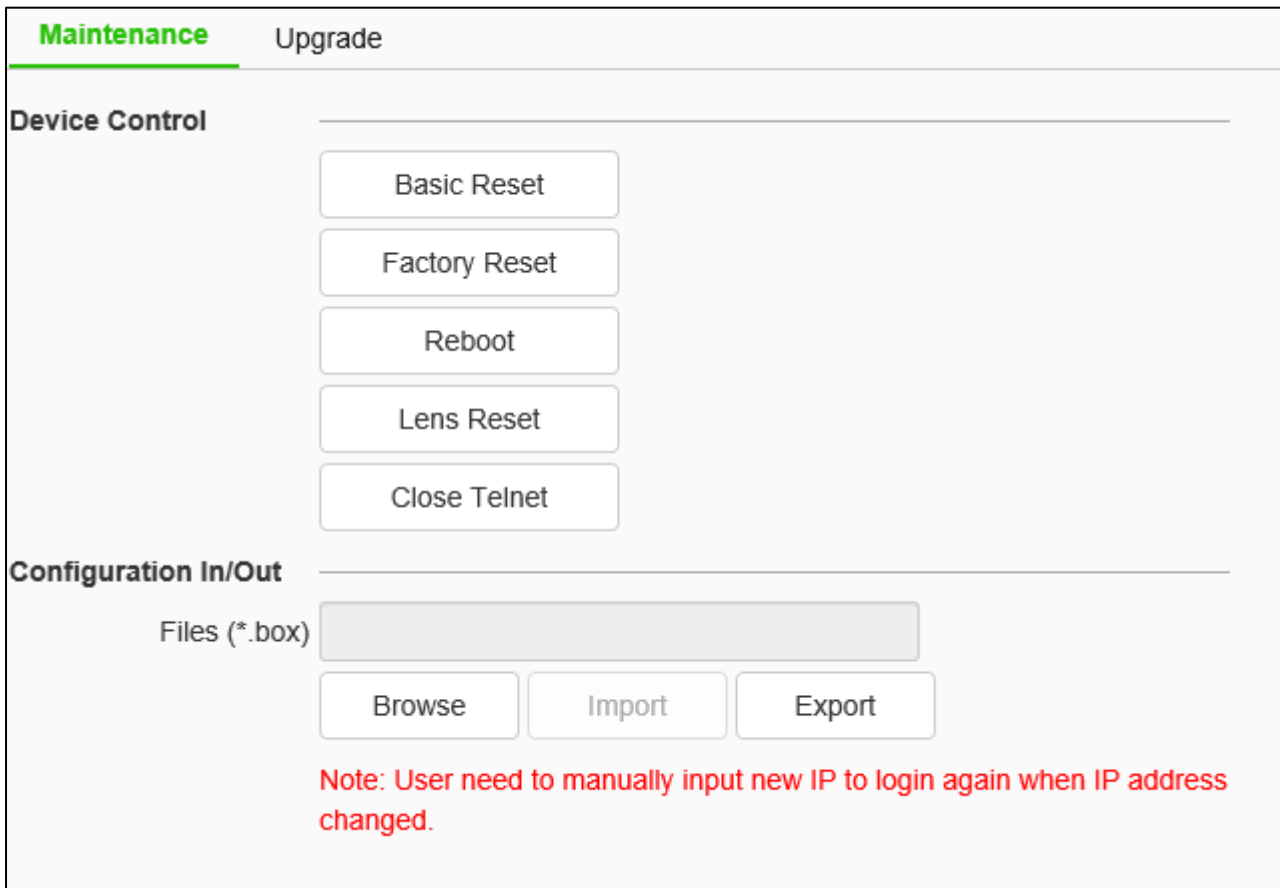 Maintenance Upgrade
Device Control
Basic Reset
Factory Reset
Reboot
Lens Reset
Close Telnet
Configuration In/Out
Files (*.box)
Browse Import Export
Note: User need to manually input new IP to login again when IP address
changed.